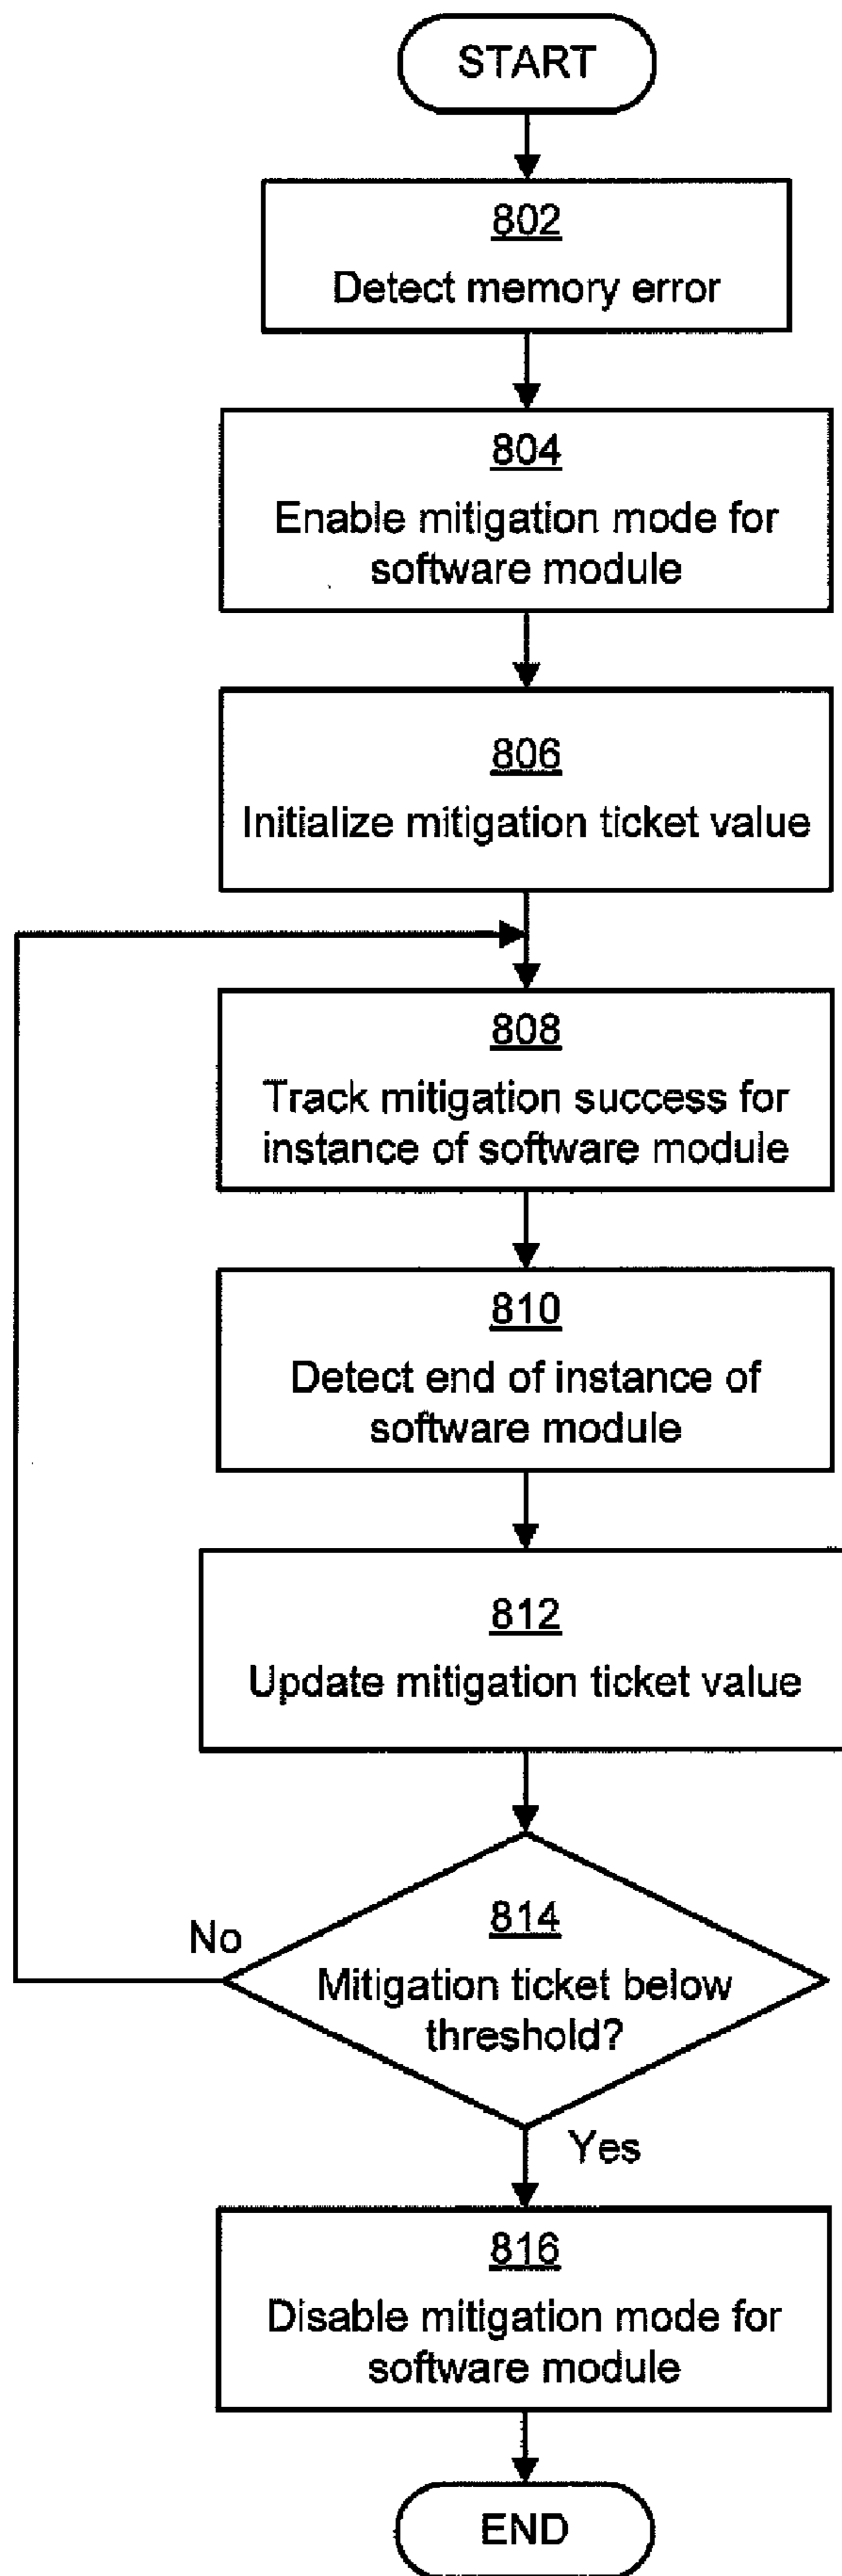 START
802
Detect memory error
804
Enable mitigation mode for
software module
806
Initialize mitigation ticket value
808
Track mitigation success for
instance of software module
810
Detect end of instance of
software module
812
Update mitigation ticket value
814
No
Mitigation ticket below
threshold?
Yes
816
Disable mitigation mode for
software module
END